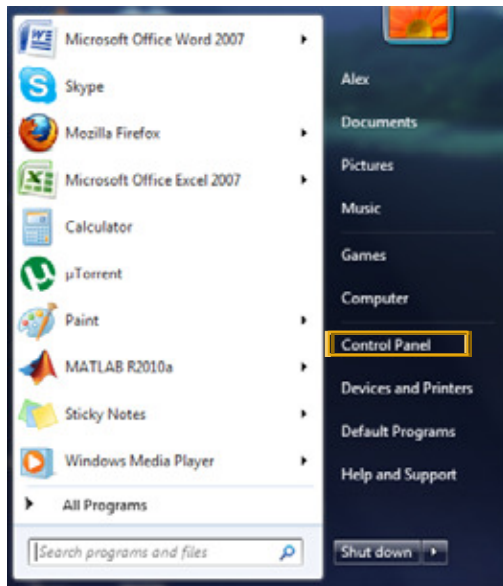 Microsoft Office Word 2007
Skype
Mozilla Firefox
Microsoft Office Excel 2007
Calculator
µTorrent
Paint
MATLAB R2010a
Sticky Notes
Windows Media Player
All Programs
Search programs and files
Alex
Documents
Pictures
Music
Games
Computer
Control Panel
Devices and Printers
Default Programs
Help and Support
Shut down